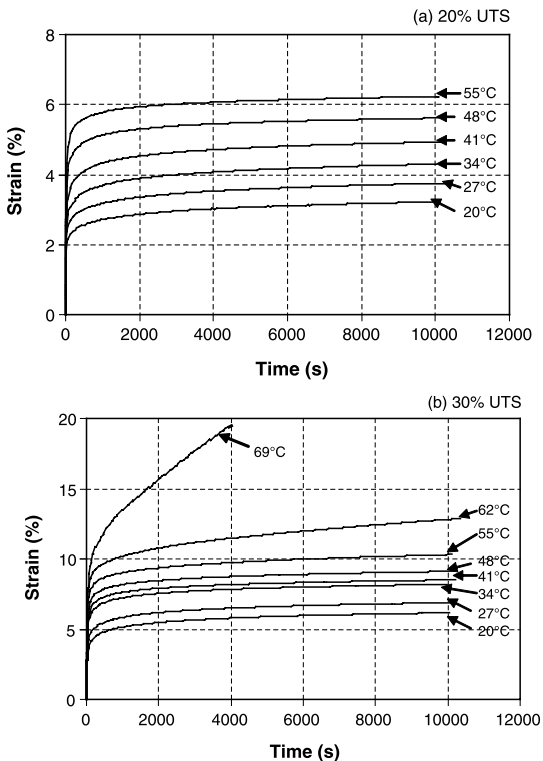 (a) 20% UTS
8
6
4
2
0
Strain (%)
55°C
48°C
41°C
34°C
27°C
20°C
0 2000 4000 6000 8000 10000 12000
Time (s)
(b) 30% UTS
20
15
10
5
0
Strain (%)
69°C
62°C
55°C
48°C
41°C
34°C
27°C
20°C
0 2000 4000 6000 8000 10000 12000
Time (s)